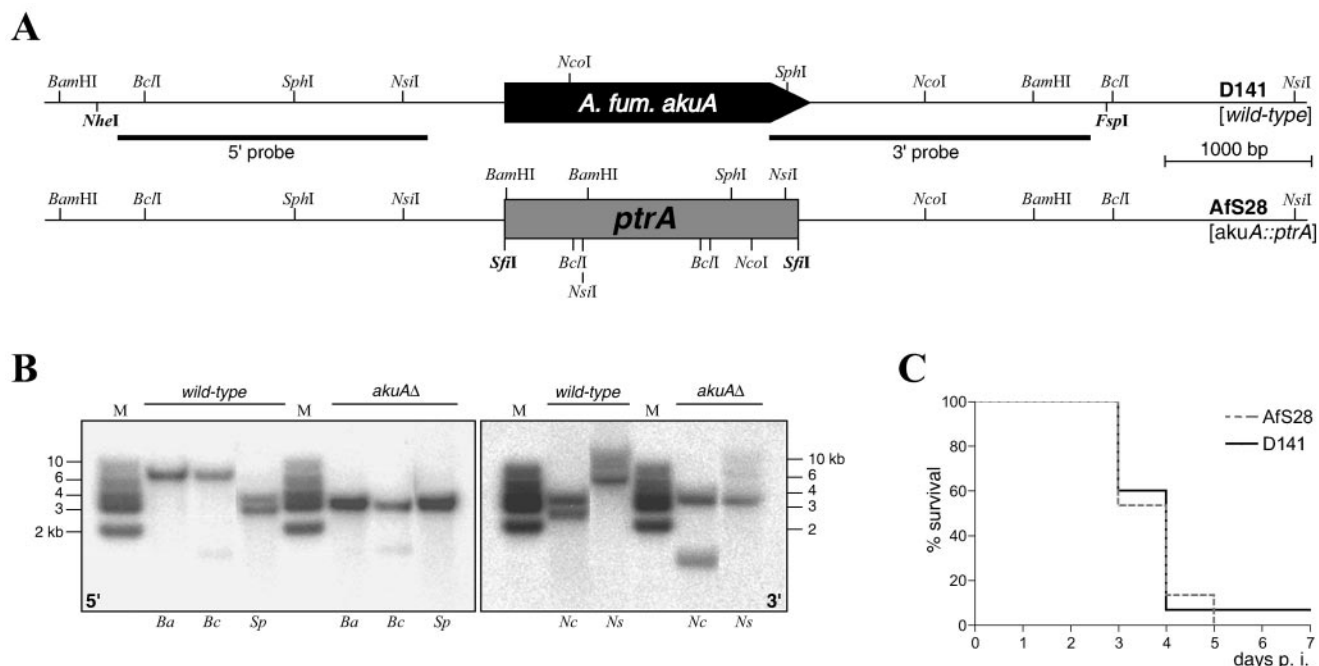 A
BamHI BclI SphI NsiI NcoI SphI NcoI BamHI BclI NsiI
A. fum. akuA
D141
[wild-type]
NheI FspI
5' probe 3' probe
1000 bp
BamHI BclI SphI NsiI BamHI BamHI SphI NsiI NcoI BamHI BclI NsiI
ptrA
AfS28
[akuA::ptrA]
SfiI BclI BclI NcoI SfiI
NsiI
B
wild-type akuAΔ wild-type akuAΔ
M M M M
10 10 kb
6 6
4 4
3 3
2 kb 2
5' 3'
Ba Bc Sp Ba Bc Sp Nc Ns Nc Ns
C
100
80
60
40
20
0
% survival
AfS28
D141
0 1 2 3 4 5 6 7
days p. i.